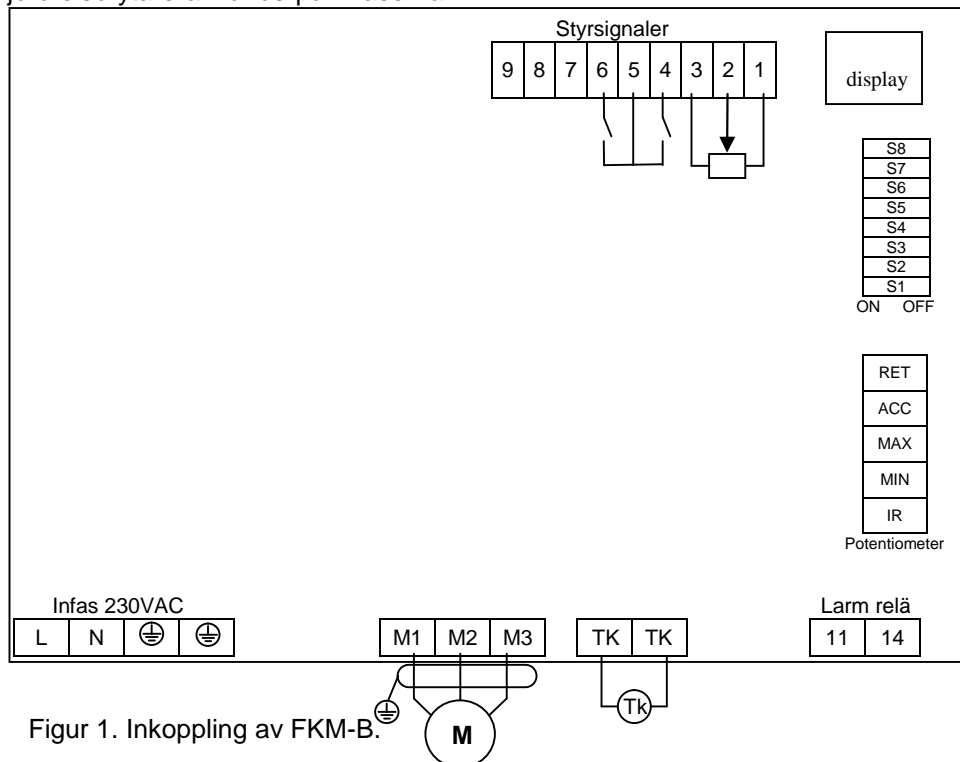 Styrsignaler
9 8 7 6 5 4 3 2 1
display
S8
S7
S6
S5
S4
S3
S2
S1
ON OFF
RET
ACC
MAX
MIN
IR
Potentiometer
Infas 230VAC
L N
M1 M2 M3
TK TK
Larm relä
11 14
Tk
M
Figur 1. Inkoppling av FKM-B.